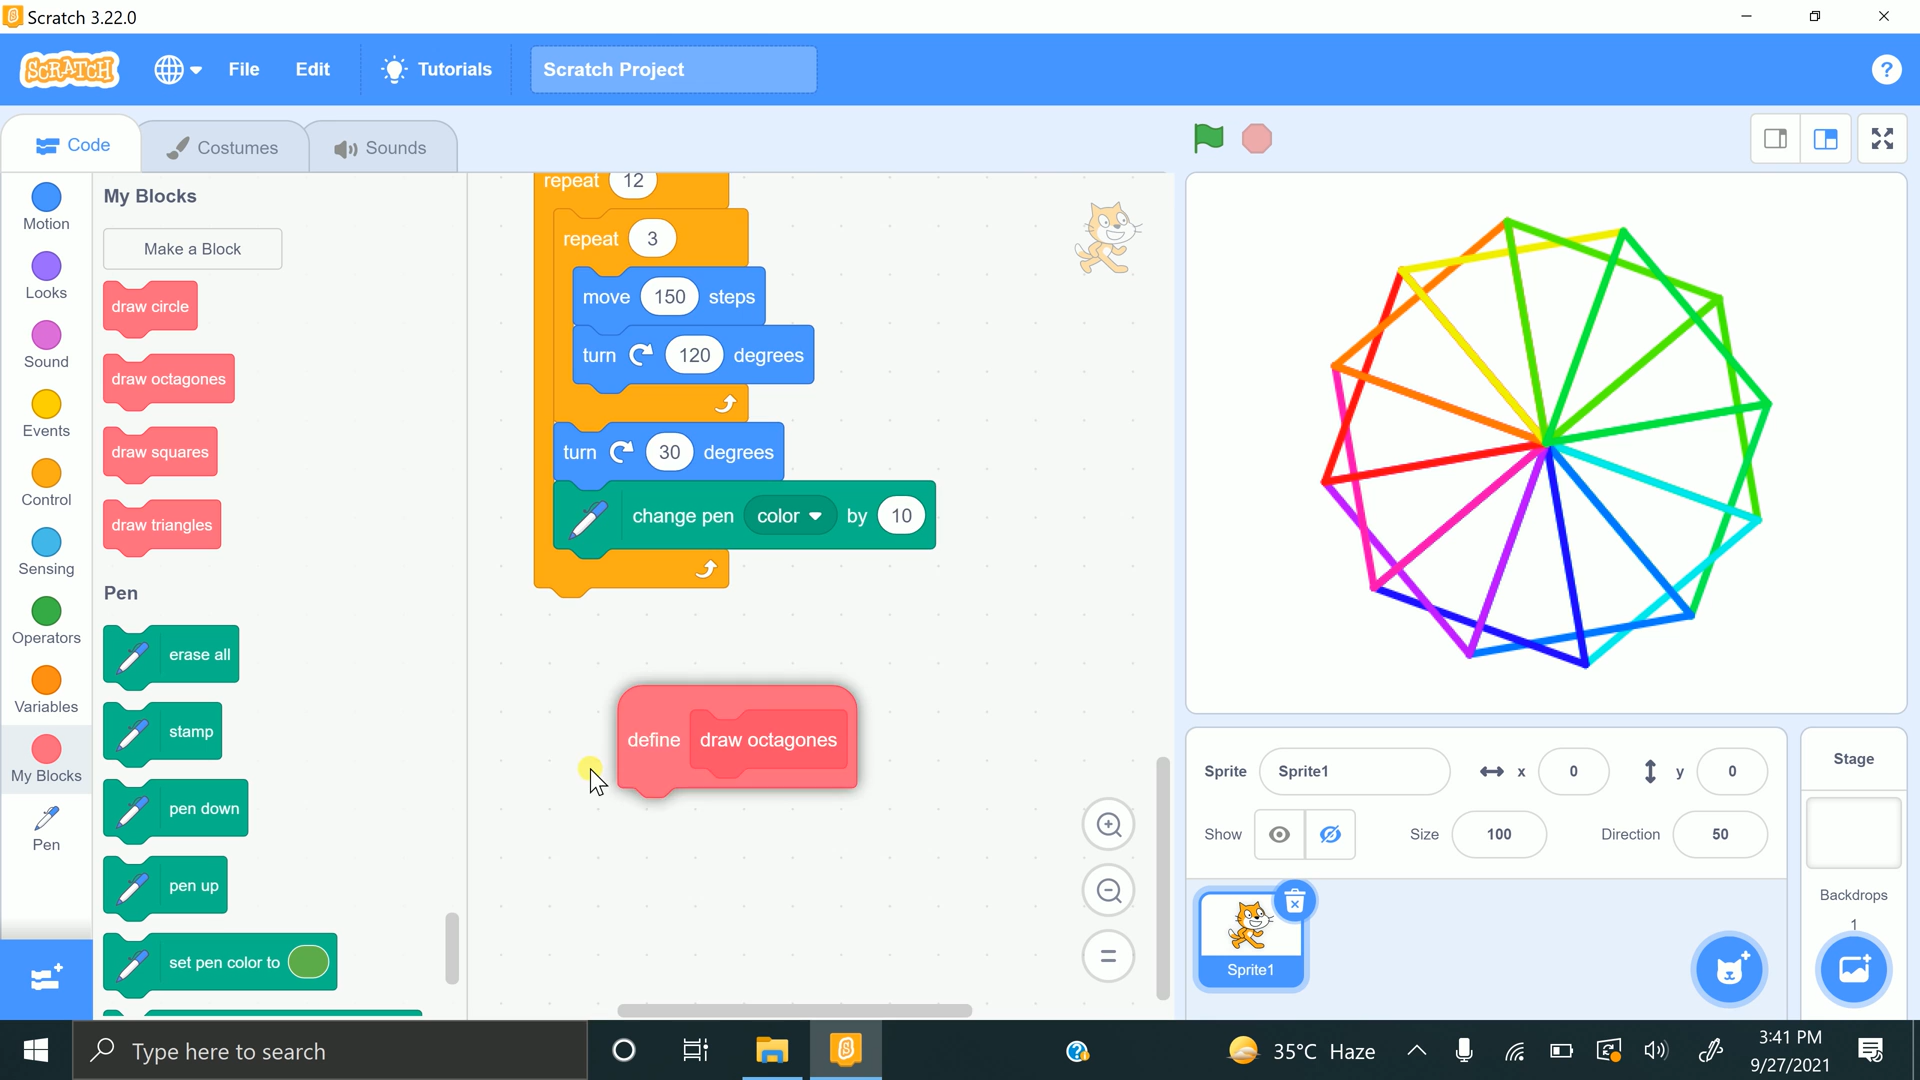 Scratch 3.22.0
SCRATCH
File
Edit
Tutorials
Scratch Project
?
Code
Costumes
Sounds
Motion
Looks
Sound
Events
Control
Sensing
Operators
Variables
My Blocks
Pen
My Blocks
Make a Block
draw circle
draw octagones
draw squares
draw triangles
Pen
erase all
stamp
pen down
pen up
set pen color to
repeat 12
repeat 3
move 150 steps
turn 120 degrees
turn 30 degrees
change pen color by 10
define draw octagones
Sprite Sprite1 x 0 y 0
Show Size 100 Direction 50
Sprite1
Stage
Backdrops
1
Type here to search
35°C Haze
3:41 PM
9/27/2021